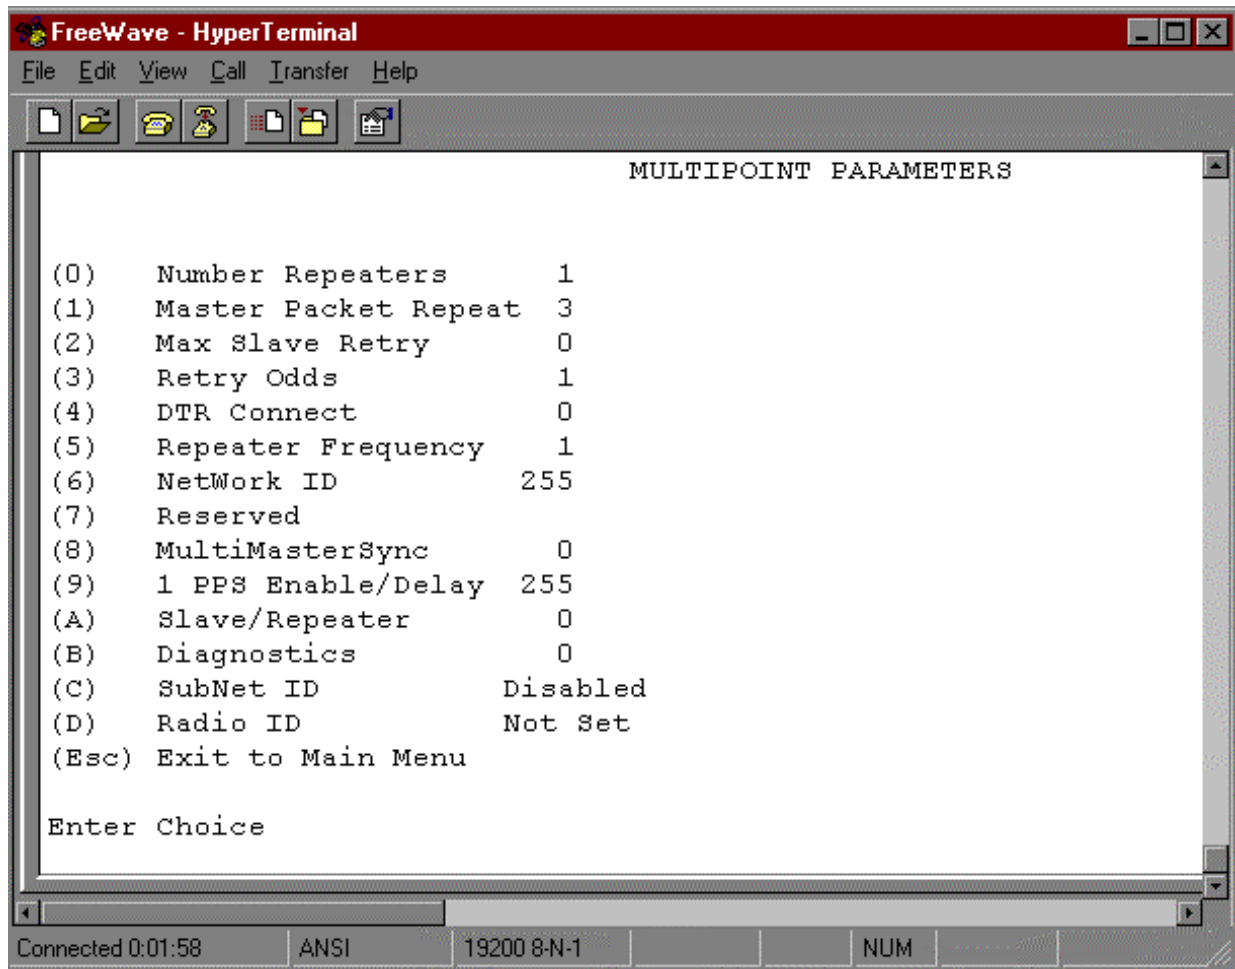 FreeWave - HyperTerminal
File Edit View Call Transfer Help
MULTIPOINT PARAMETERS
(0) Number Repeaters 1
(1) Master Packet Repeat 3
(2) Max Slave Retry 0
(3) Retry Odds 1
(4) DTR Connect 0
(5) Repeater Frequency 1
(6) NetWork ID 255
(7) Reserved
(8) MultiMasterSync 0
(9) 1 PPS Enable/Delay 255
(A) Slave/Repeater 0
(B) Diagnostics 0
(C) SubNet ID Disabled
(D) Radio ID Not Set
(Esc) Exit to Main Menu
Enter Choice
Connected 0:01:58 ANSI 19200 8-N-1 NUM